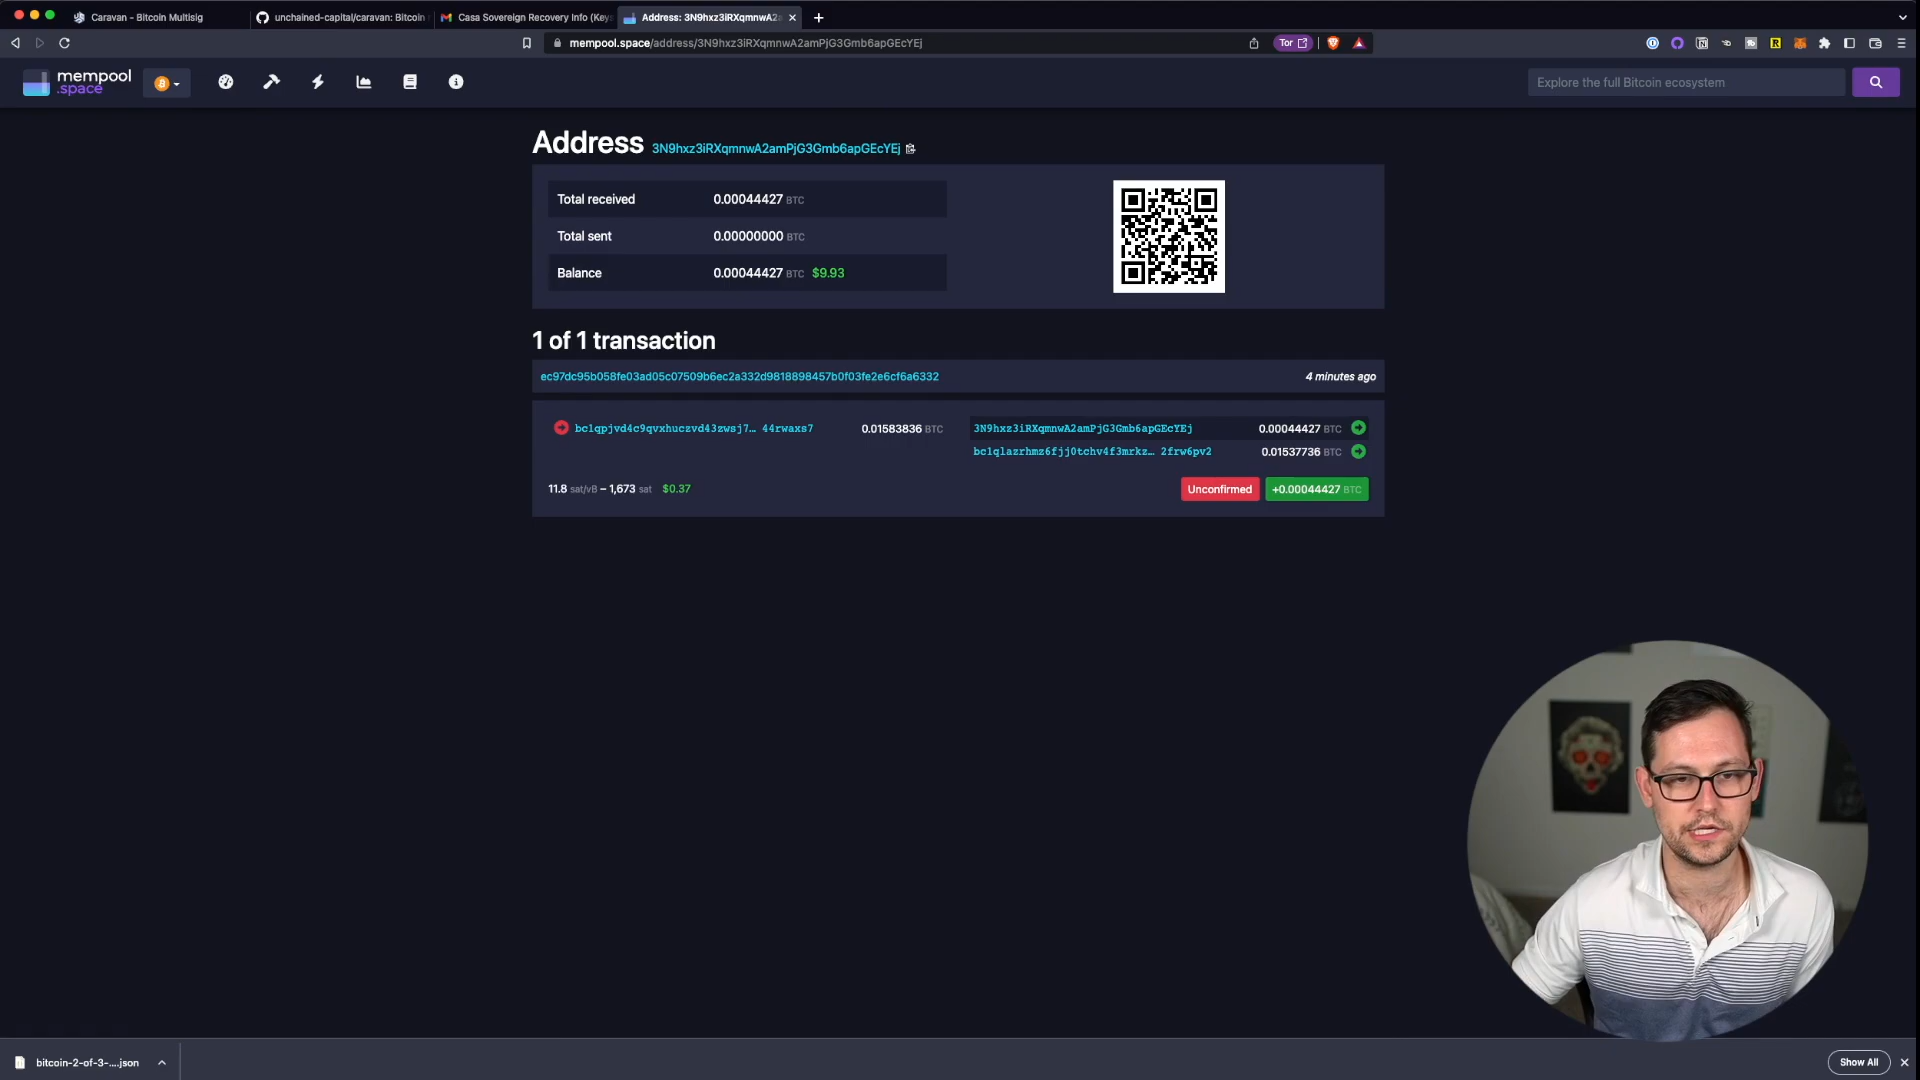 Caravan - Bitcoin Multisig
unchained-capital/caravan: Bitcoin
Casa Sovereign Recovery Info (Key
Address: 3N9hxz3iRXqmnwA2a
mempool.space/address/3N9hxz3iRXqmnwA2amPjG3Gmb6apGEcYEj
Tor
mempool
.space
Explore the full Bitcoin ecosystem
Address 3N9hxz3iRXqmnwA2amPjG3Gmb6apGEcYEj
Total received 0.00044427 BTC
Total sent 0.00000000 BTC
Balance 0.00044427 BTC $9.93
1 of 1 transaction
ec97dc95b058fe03ad05c07509b6ec2a332d9818898457b0f03fe2e6cf6a6332 4 minutes ago
bc1qpjvd4c9qvxhuczvd43zwsj7… 44rwaxs7 0.01583836 BTC
3N9hxz3iRXqmnwA2amPjG3Gmb6apGEcYEj 0.00044427 BTC
bc1qlazrhmz6fjj0tchv4f3mrkz… 2frw6pv2 0.01537736 BTC
11.8 sat/vB – 1,673 sat $0.37
Unconfirmed +0.00044427 BTC
bitcoin-2-of-3-....json
Show All